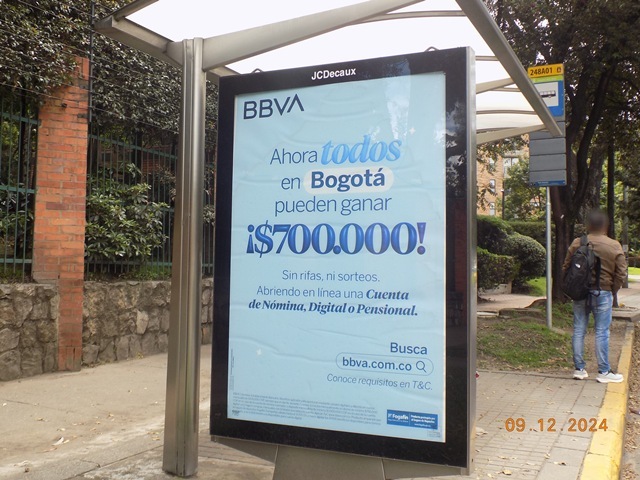 JCDecaux
248A01
BBVA
Ahora todos
en Bogotá
pueden ganar
¡$700.000!
Sin rifas, ni sorteos.
Abriendo en línea una Cuenta
de Nómina, Digital o Pensional.
Busca
bbva.com.co
Conoce requisitos en T&C.
Fogafín
09.12.2024